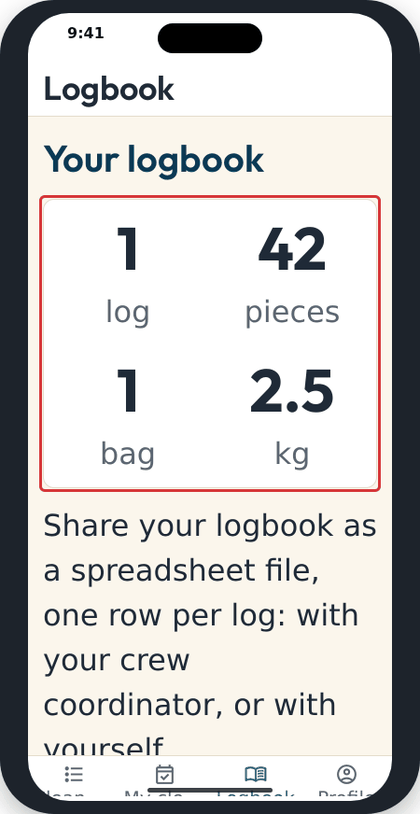 9:41
Logbook
Your logbook
1 42
log pieces
1 2.5
bag kg
Share your logbook as
a spreadsheet file,
one row per log: with
your crew
coordinator, or with
yourself
Logbook Profile